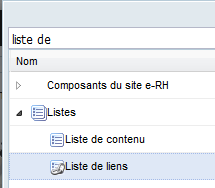 liste de
Nom
Composants du site e-RH
Listes
Liste de contenu
Liste de liens